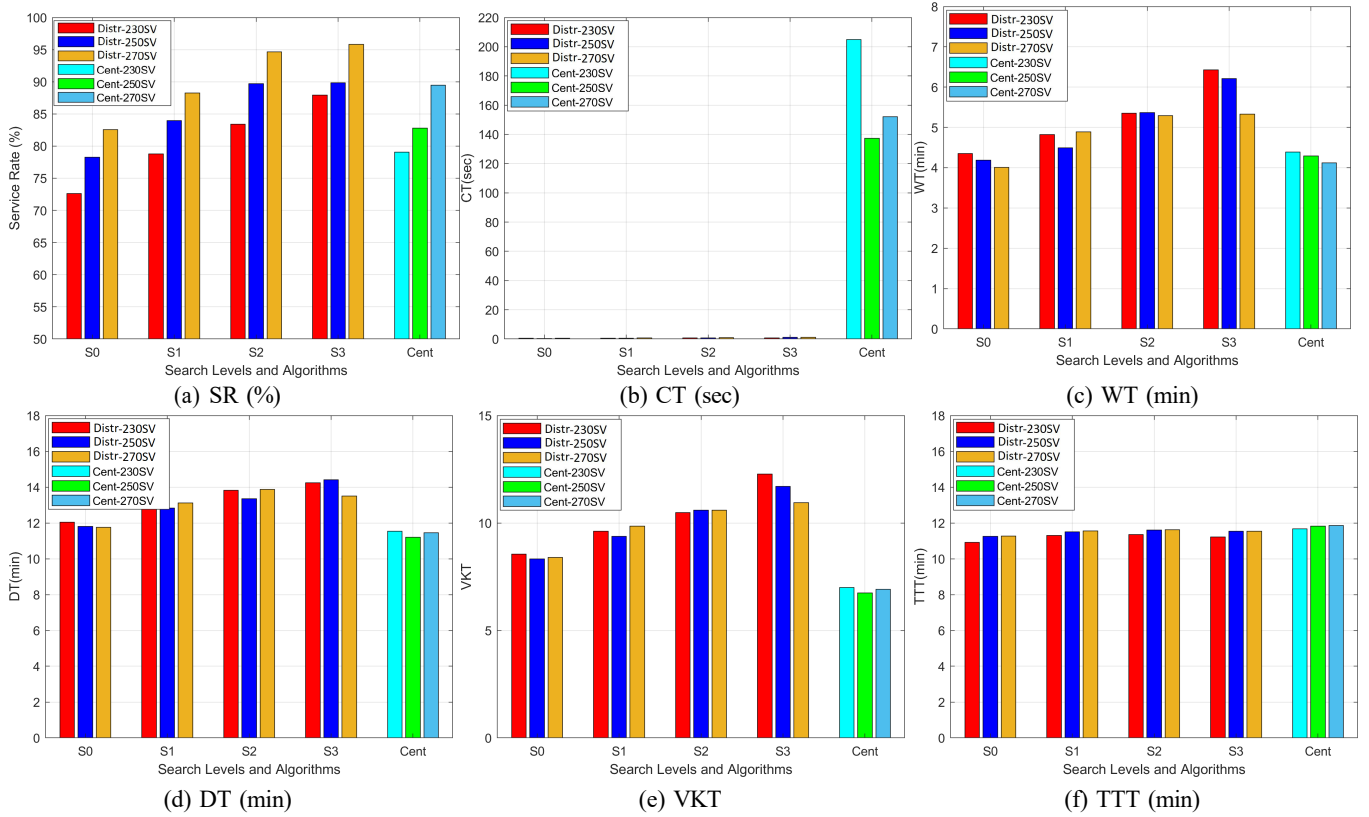 100
95
90
85
80
75
70
65
60
55
50
Service Rate (%)
Distr-230SV
Distr-250SV
Distr-270SV
Cent-230SV
Cent-250SV
Cent-270SV
S0 S1 S2 S3 Cent
Search Levels and Algorithms
(a) SR (%)
220
200
180
160
140
120
100
80
60
40
20
0
CT(sec)
Distr-230SV
Distr-250SV
Distr-270SV
Cent-230SV
Cent-250SV
Cent-270SV
S0 S1 S2 S3 Cent
Search Levels and Algorithms
(b) CT (sec)
8
7
6
5
4
3
2
1
0
WT(min)
Distr-230SV
Distr-250SV
Distr-270SV
Cent-230SV
Cent-250SV
Cent-270SV
S0 S1 S2 S3 Cent
Search Levels and Algorithms
(c) WT (min)
18
16
14
12
10
8
6
4
2
0
DT(min)
Distr-230SV
Distr-250SV
Distr-270SV
Cent-230SV
Cent-250SV
Cent-270SV
S0 S1 S2 S3 Cent
Search Levels and Algorithms
(d) DT (min)
15
10
5
0
VKT
Distr-230SV
Distr-250SV
Distr-270SV
Cent-230SV
Cent-250SV
Cent-270SV
S0 S1 S2 S3 Cent
Search Levels and Algorithms
(e) VKT
18
16
14
12
10
8
6
4
2
0
TTT(min)
Distr-230SV
Distr-250SV
Distr-270SV
Cent-230SV
Cent-250SV
Cent-270SV
S0 S1 S2 S3 Cent
Search Levels and Algorithms
(f) TTT (min)